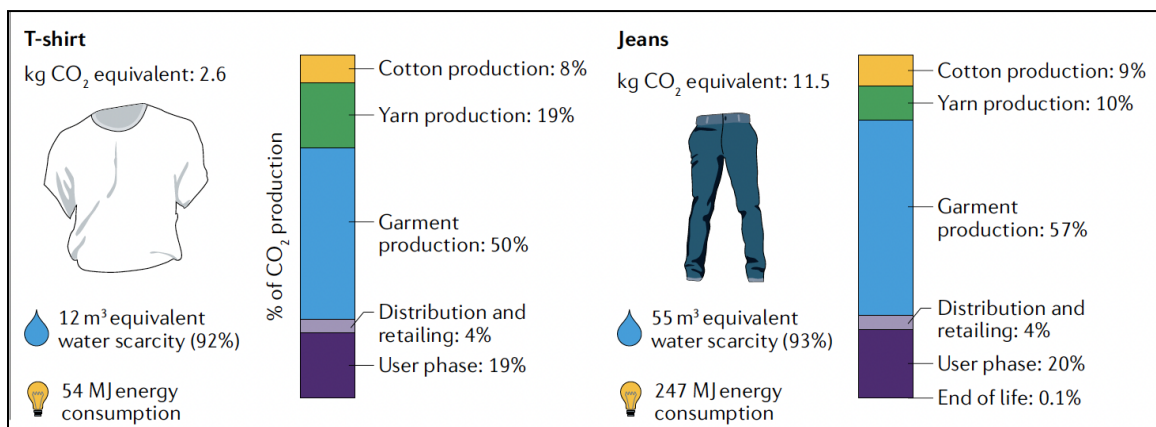 T-shirt
kg CO₂ equivalent: 2.6
12 m³ equivalent
water scarcity (92%)
54 MJ energy
consumption
% of CO₂ production
Cotton production: 8%
Yarn production: 19%
Garment
production: 50%
Distribution and
retailing: 4%
User phase: 19%
Jeans
kg CO₂ equivalent: 11.5
55 m³ equivalent
water scarcity (93%)
247 MJ energy
consumption
Cotton production: 9%
Yarn production: 10%
Garment
production: 57%
Distribution and
retailing: 4%
User phase: 20%
End of life: 0.1%